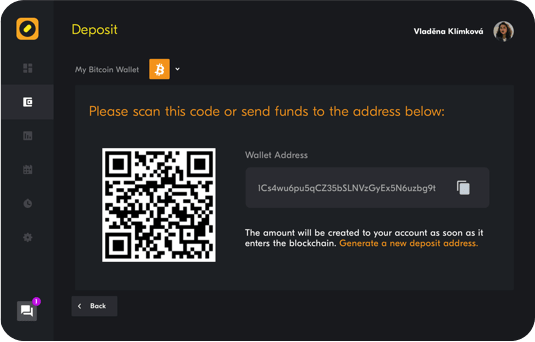 Deposit
Vladěna Klímková
My Bitcoin Wallet
Please scan this code or send funds to the address below:
Wallet Address
1Cs4wu6pu5qCZ35bSLNVzGyEx5N6uzbg9t
The amount will be created to your account as soon as it
enters the blockchain. Generate a new deposit address.
Back
1